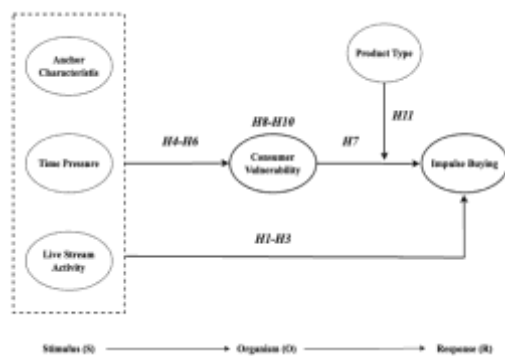 Anchor
Characteristic
Product Type
H8-H10
H11
H4-H6
H7
Time Pressure
Consumer
Vulnerability
Impulse Buying
H1-H3
Live Stream
Activity
Stimulus (S)
Organism (O)
Response (R)